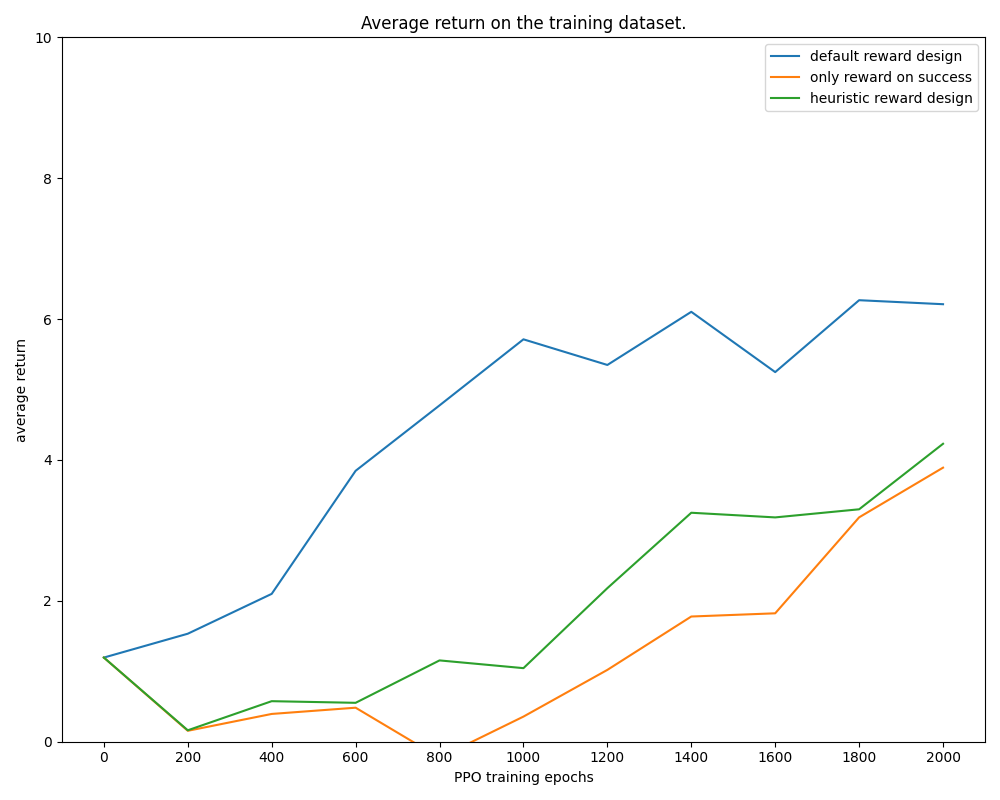 Average return on the training dataset.
default reward design
only reward on success
heuristic reward design
average return
10
8
6
4
2
0
0 200 400 600 800 1000 1200 1400 1600 1800 2000
PPO training epochs